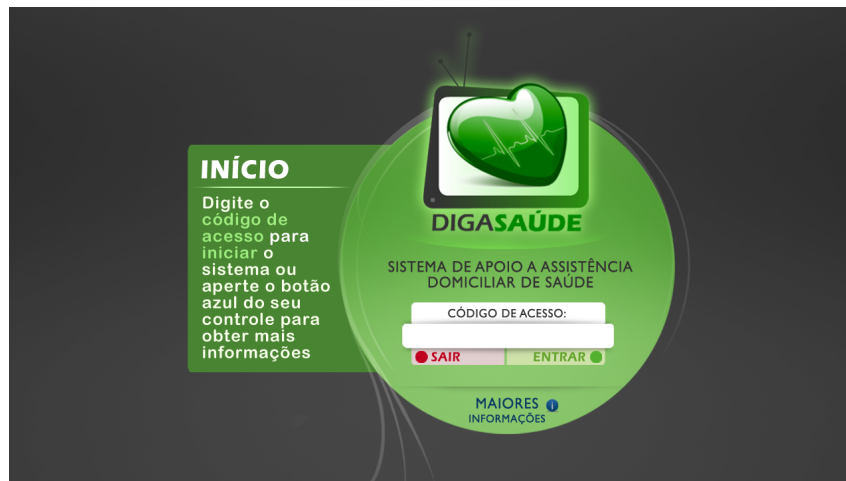 INÍCIO
Digite o
código de
acesso para
iniciar o
sistema ou
aperte o botão
azul do seu
controle para
obter mais
informações
DIGASAÚDE
SISTEMA DE APOIO A ASSISTÊNCIA
DOMICILIAR DE SAÚDE
CÓDIGO DE ACESSO:
SAIR ENTRAR
MAIORES i
INFORMAÇÕES